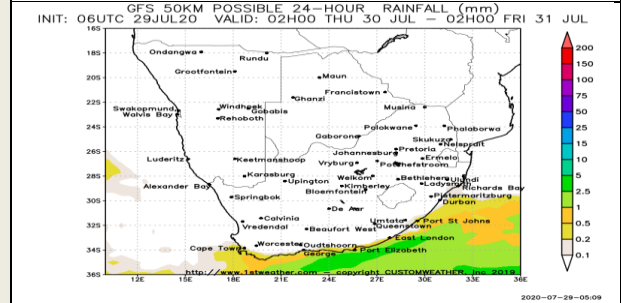 GFS 50KM POSSIBLE 24-HOUR RAINFALL (mm)
INIT: 06UTC 29JUL20 VALID: 02H00 THU 30 JUL - 02H00 FRI 31 JUL
16S
Ondangwa
Rundu
200
150
Grootfontein
Maun
20S
100
Francistown
75
Ghanzi
22S
Musina
50
Swakopmund
Windhoek
Gobabis
Walvis Bay
Rehoboth
25
24S
Polokwane
Phalaborwa
15
Gaborone
Skukuza
Nelspruit
Johannesburg
Pretoria
10
26S
Luderitz
Keetmanshoop
Vryburg
Ermelo
Potchefstroom
5
Karasburg
Upington
Welkom
Bethlehem
Ulundi
28S
Alexander Bay
Kimberley
Ladysmith
Richards Bay
2.5
Bloemfontein
Springbok
Pietermaritzburg
Durban
1
30S
De Aar
0.5
Calvinia
Umtata
Port St Johns
32S
Vredendal
Queenstown
Beaufort West
0.2
East London
Cape Town
Worcester
Oudtshoorn
0.1
34S
George
Port Elizabeth
http://www.1stweather.com - copyright CUSTOMWEATHER, Inc 2019
36S
12E 15E 18E 21E 24E 27E 30E 33E 36E
2020-07-29-05:09